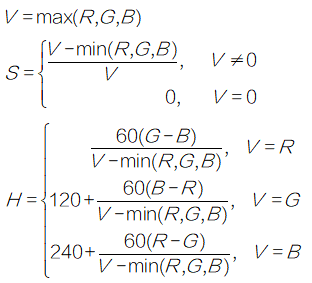 V = max(R,G,B)
S = { (V-min(R,G,B))/V, V≠0
0, V=0
H = { 60(G-B)/(V-min(R,G,B)), V=R
120+ 60(B-R)/(V-min(R,G,B)), V=G
240+ 60(R-G)/(V-min(R,G,B)), V=B